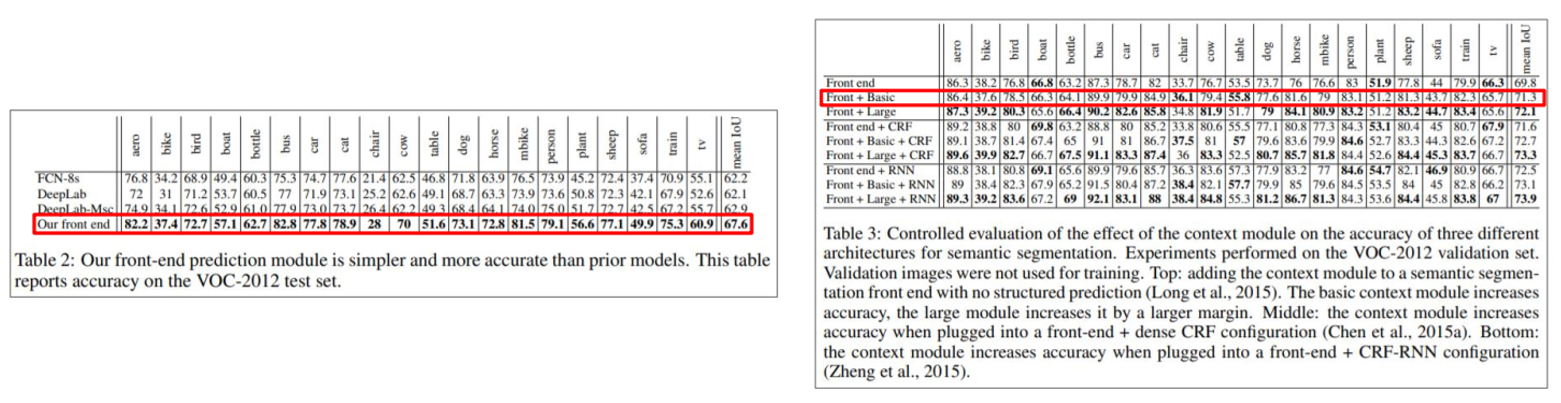 aero bike bird boat bottle bus car cat chair cow table dog horse mbike person plant sheep sofa train tv mean IoU
FCN-8s 76.8 34.2 68.9 49.4 60.3 75.3 74.7 77.6 21.4 62.5 46.8 71.8 63.9 76.5 73.9 45.2 72.4 37.4 70.9 55.1 62.2
DeepLab 72 31 71.2 53.7 60.5 77 71.9 73.1 25.2 62.6 49.1 68.7 63.3 73.9 73.6 50.8 72.3 42.1 67.9 52.6 62.1
DeepLab-Msc 74.9 34.1 72.6 52.9 61.0 77.9 73.0 73.7 26.4 62.2 49.3 68.4 64.1 74.0 75.0 51.7 72.7 42.5 67.2 55.7 62.9
Our front end 82.2 37.4 72.7 57.1 62.7 82.8 77.8 78.9 28 70 51.6 73.1 72.8 81.5 79.1 56.6 77.1 49.9 75.3 60.9 67.6
Table 2: Our front-end prediction module is simpler and more accurate than prior models. This table
reports accuracy on the VOC-2012 test set.
aero bike bird boat bottle bus car cat chair cow table dog horse mbike person plant sheep sofa train tv mean IoU
Front end 86.3 38.2 76.8 66.8 63.2 87.3 78.7 82 33.7 76.7 53.5 73.7 76 76.6 83 51.9 77.8 44 79.9 66.3 69.8
Front + Basic 86.4 37.6 78.5 66.3 64.1 89.9 79.9 84.9 36.1 79.4 55.8 77.6 81.6 79 83.1 51.2 81.3 43.7 82.3 65.7 71.3
Front + Large 87.3 39.2 80.3 65.6 66.4 90.2 82.6 85.8 34.8 81.9 51.7 79 84.1 80.9 83.2 51.2 83.2 44.7 83.4 65.6 72.1
Front end + CRF 89.2 38.8 80 69.8 63.2 88.8 80 85.2 33.8 80.6 55.5 77.1 80.8 77.3 84.3 53.1 80.4 45 80.7 67.9 71.6
Front + Basic + CRF 89.1 38.7 81.4 67.4 65 91 81 86.7 37.5 81 57 79.6 83.6 79.9 84.6 52.7 83.3 44.3 82.6 67.2 72.7
Front + Large + CRF 89.6 39.9 82.7 66.7 67.5 91.1 83.3 87.4 36 83.3 52.5 80.7 85.7 81.8 84.4 52.6 84.4 45.3 83.7 66.7 73.3
Front end + RNN 88.8 38.1 80.8 69.1 65.6 89.9 79.6 85.7 36.3 83.6 57.3 77.9 83.2 77 84.6 54.7 82.1 46.9 80.9 66.7 72.5
Front + Basic + RNN 89 38.4 82.3 67.9 65.2 91.5 80.4 87.2 38.4 82.1 57.7 79.9 85 79.6 84.5 53.5 84 45 82.8 66.2 73.1
Front + Large + RNN 89.3 39.2 83.6 67.2 69 92.1 83.1 88 38.4 84.8 55.3 81.2 86.7 81.3 84.3 53.6 84.4 45.8 83.8 67 73.9
Table 3: Controlled evaluation of the effect of the context module on the accuracy of three different
architectures for semantic segmentation. Experiments performed on the VOC-2012 validation set.
Validation images were not used for training. Top: adding the context module to a semantic segmen-
tation front end with no structured prediction (Long et al., 2015). The basic context module increases
accuracy, the large module increases it by a larger margin. Middle: the context module increases
accuracy when plugged into a front-end + dense CRF configuration (Chen et al., 2015a). Bottom:
the context module increases accuracy when plugged into a front-end + CRF-RNN configuration
(Zheng et al., 2015).